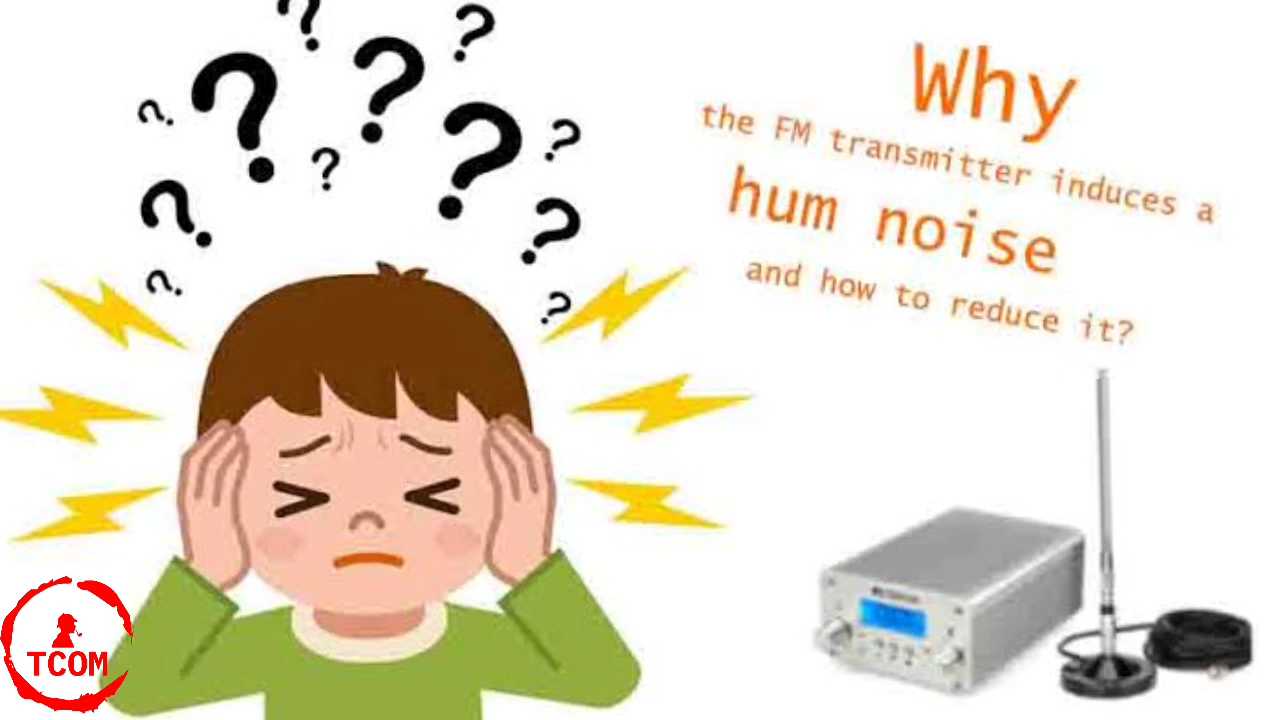 Why
the FM transmitter induces a
hum noise
and how to reduce it?
TCOM